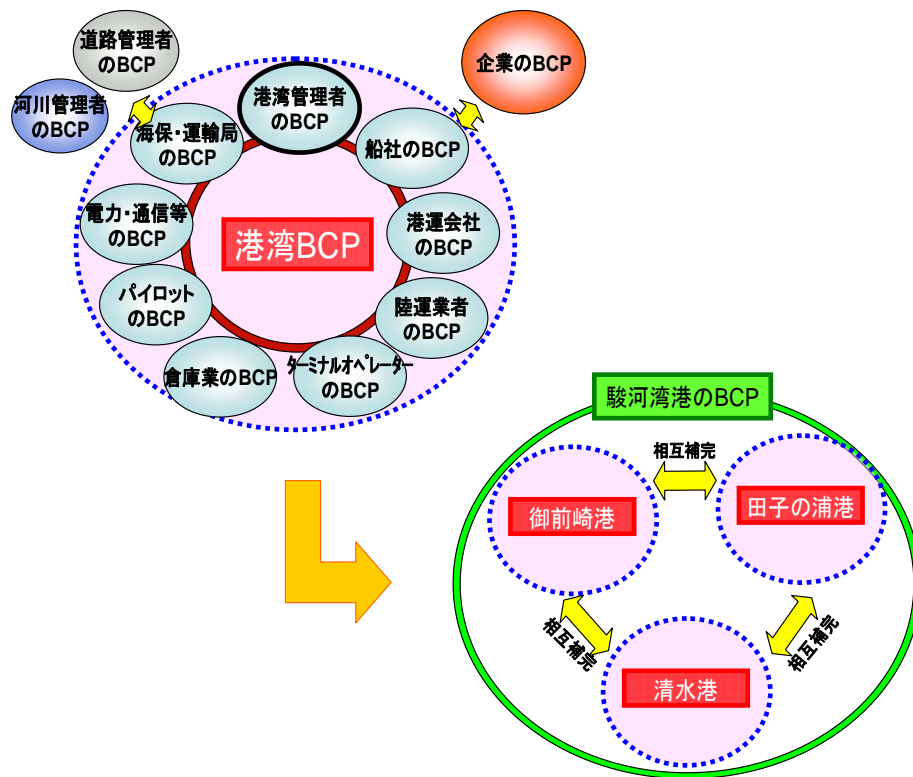 道路管理者
のBCP
河川管理者
のBCP
企業のBCP
港湾管理者
のBCP
海保・運輸局
のBCP
船社のBCP
電力・通信等
のBCP
港湾BCP
港運会社
のBCP
パイロット
のBCP
陸運業者
のBCP
倉庫業のBCP
ターミナルオペレーター
のBCP
駿河湾港のBCP
相互補完
御前崎港
田子の浦港
相互補完
相互補完
清水港